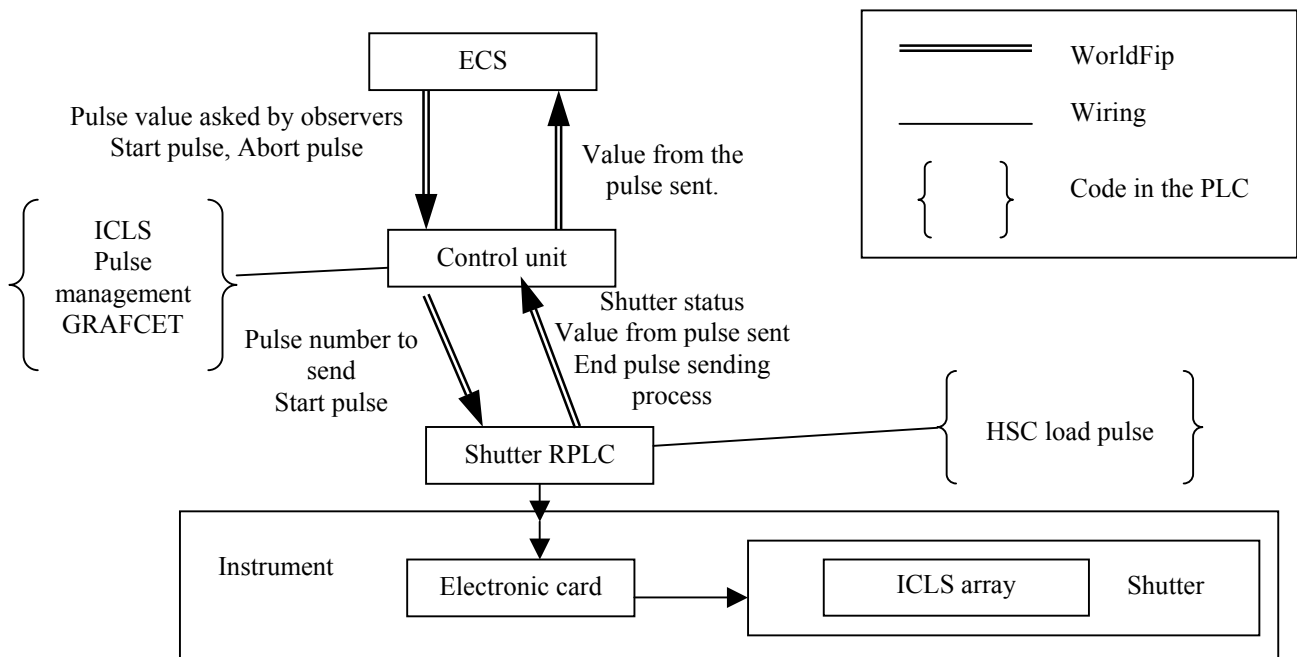 ECS
WorldFip
Wiring
Code in the PLC
Pulse value asked by observers
Start pulse, Abort pulse
Value from the
pulse sent.
ICLS
Pulse
management
GRAFCET
Control unit
Pulse number to
send
Start pulse
Shutter status
Value from pulse sent
End pulse sending
process
Shutter RPLC
HSC load pulse
Instrument
Electronic card
ICLS array
Shutter